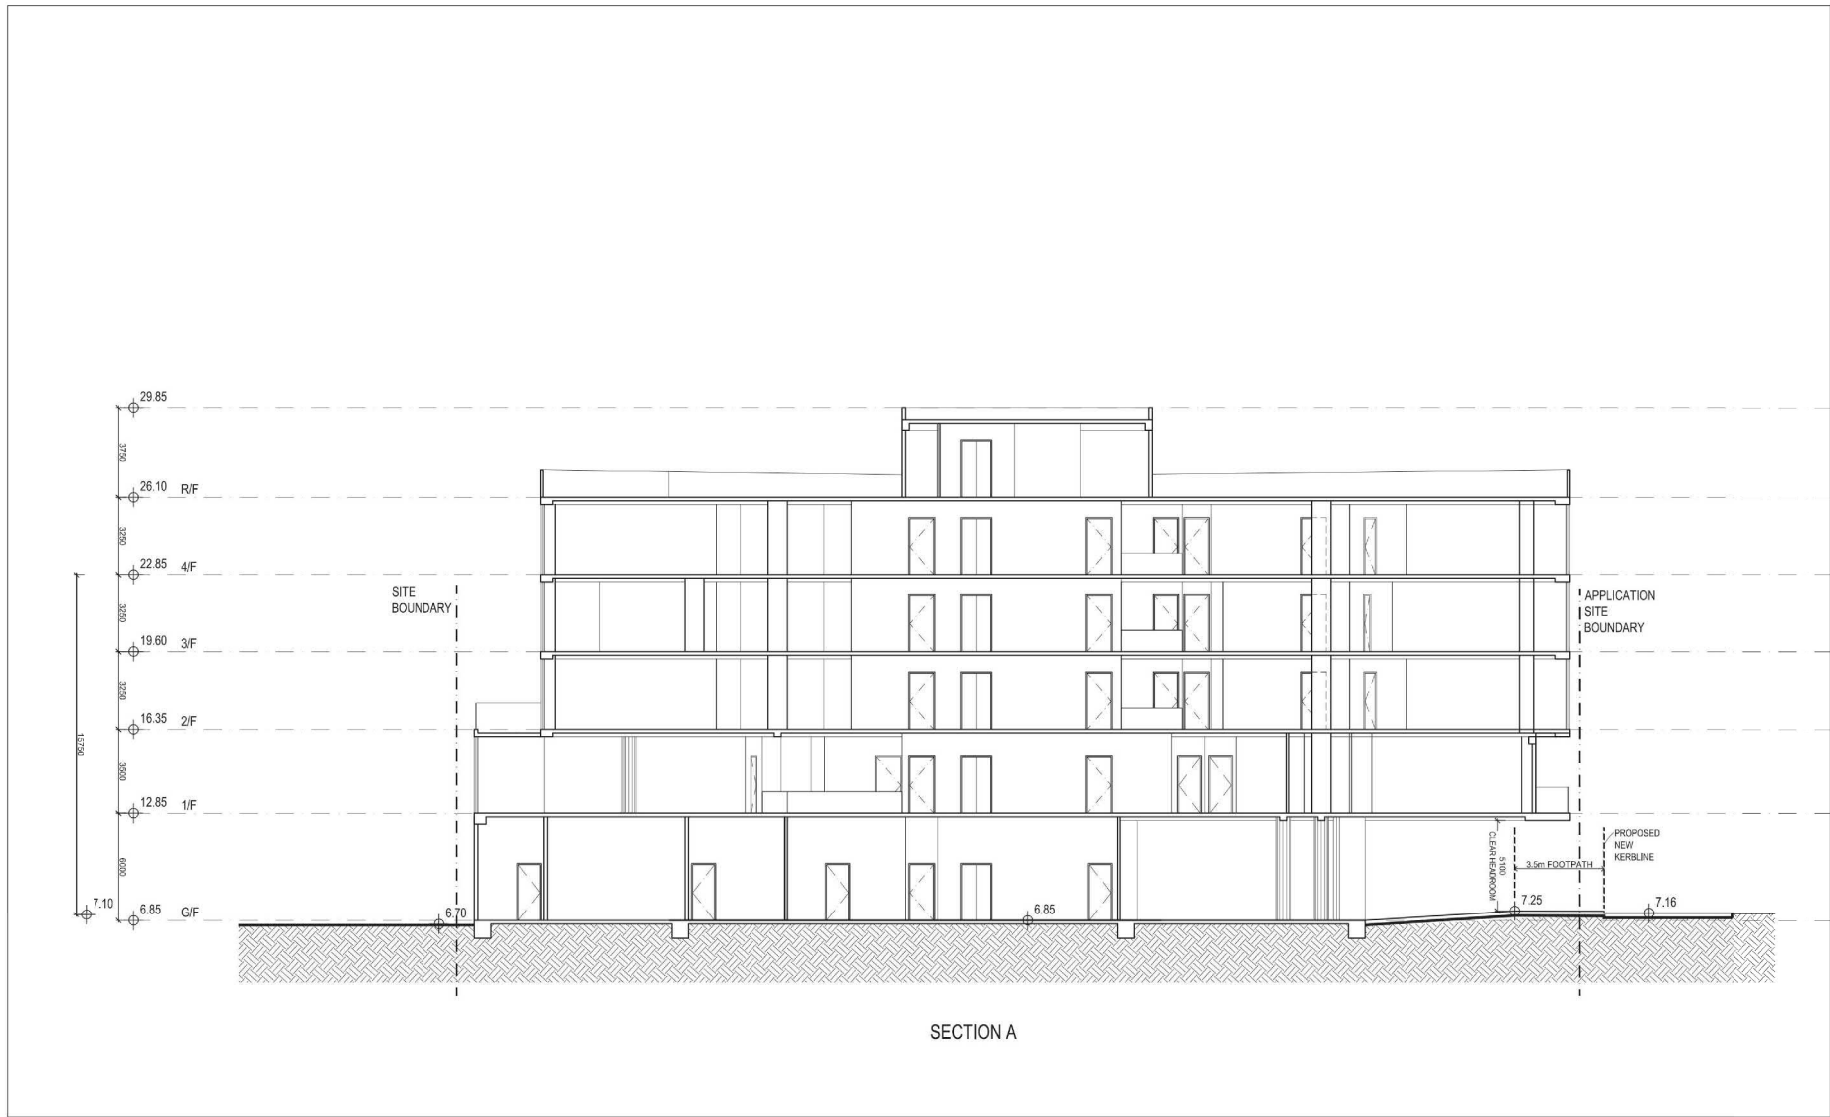 29.85
3750
26.10 R/F
3250
22.85 4/F
SITE
BOUNDARY
APPLICATION
SITE
BOUNDARY
3250
19.60 3/F
3250
16.35 2/F
15750
3500
12.85 1/F
PROPOSED
NEW
KERBLINE
5100
CLEAR HEADROOM
3.5m FOOTPATH
6000
7.10
6.85 G/F
6.70
6.85
7.25
7.16
SECTION A